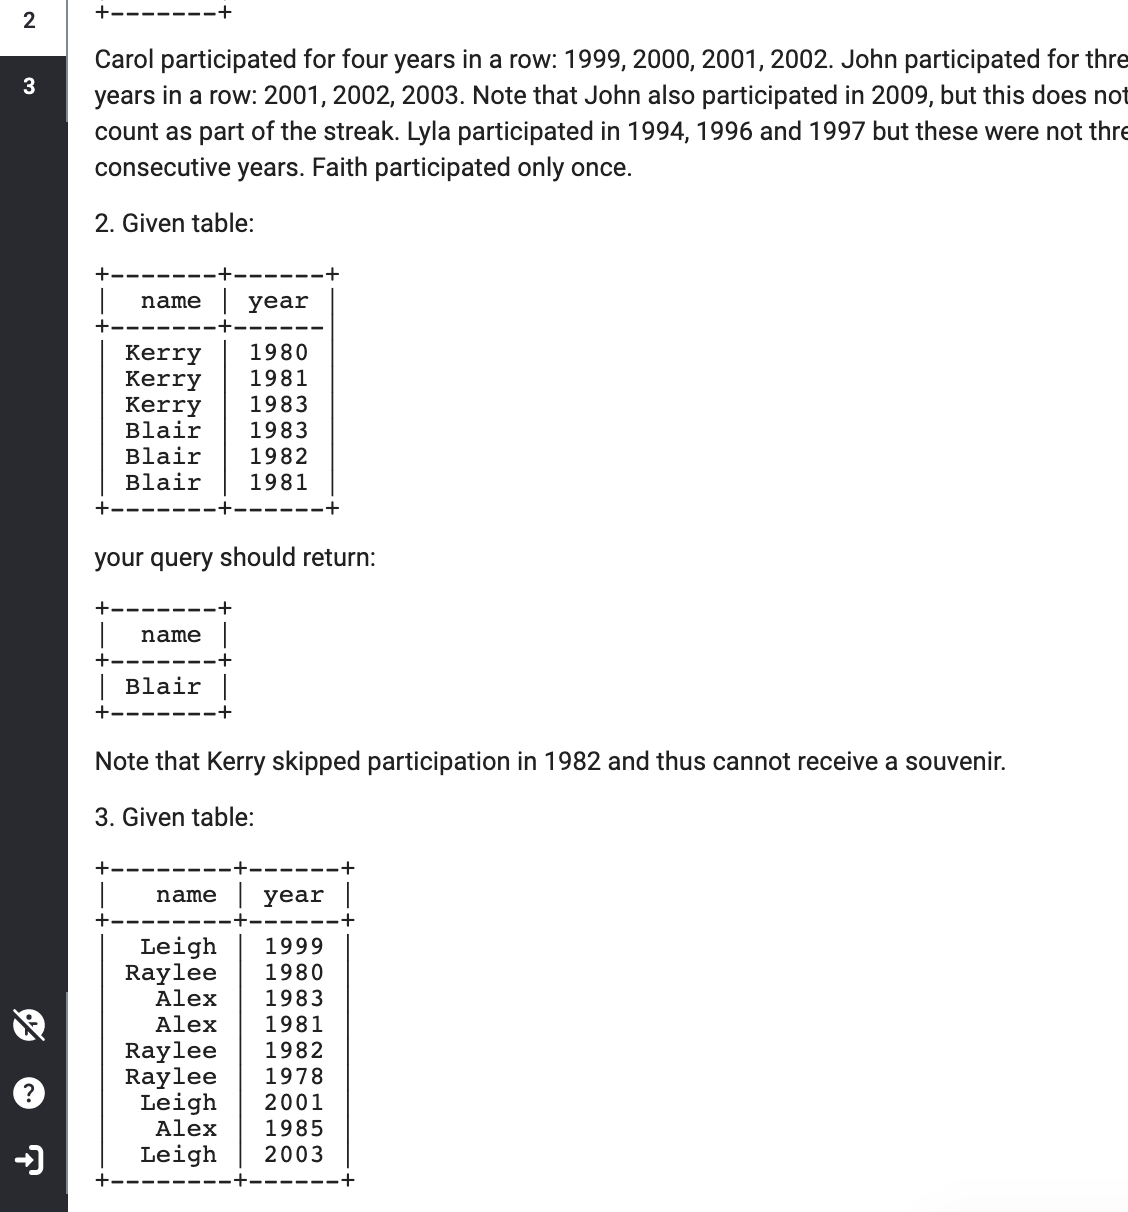 2
3
+-------+
Carol participated for four years in a row: 1999, 2000, 2001, 2002. John participated for thre
years in a row: 2001, 2002, 2003. Note that John also participated in 2009, but this does not
count as part of the streak. Lyla participated in 1994, 1996 and 1997 but these were not thre
consecutive years. Faith participated only once.
2. Given table:
+-------+------+
|  name | year |
+-------+------|
| Kerry | 1980 |
| Kerry | 1981 |
| Kerry | 1983 |
| Blair | 1983 |
| Blair | 1982 |
| Blair | 1981 |
+-------+------+
your query should return:
+-------+
|  name |
+-------+
| Blair |
+-------+
Note that Kerry skipped participation in 1982 and thus cannot receive a souvenir.
3. Given table:
+--------+------+
|   name | year |
+--------+------+
|  Leigh | 1999 |
| Raylee | 1980 |
|   Alex | 1983 |
|   Alex | 1981 |
| Raylee | 1982 |
| Raylee | 1978 |
|  Leigh | 2001 |
|   Alex | 1985 |
|  Leigh | 2003 |
+--------+------+
?